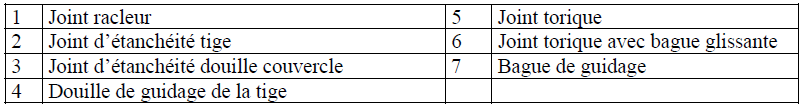 1 Joint racleur 5 Joint torique
2 Joint d’étanchéité tige 6 Joint torique avec bague glissante
3 Joint d’étanchéité douille couvercle 7 Bague de guidage
4 Douille de guidage de la tige